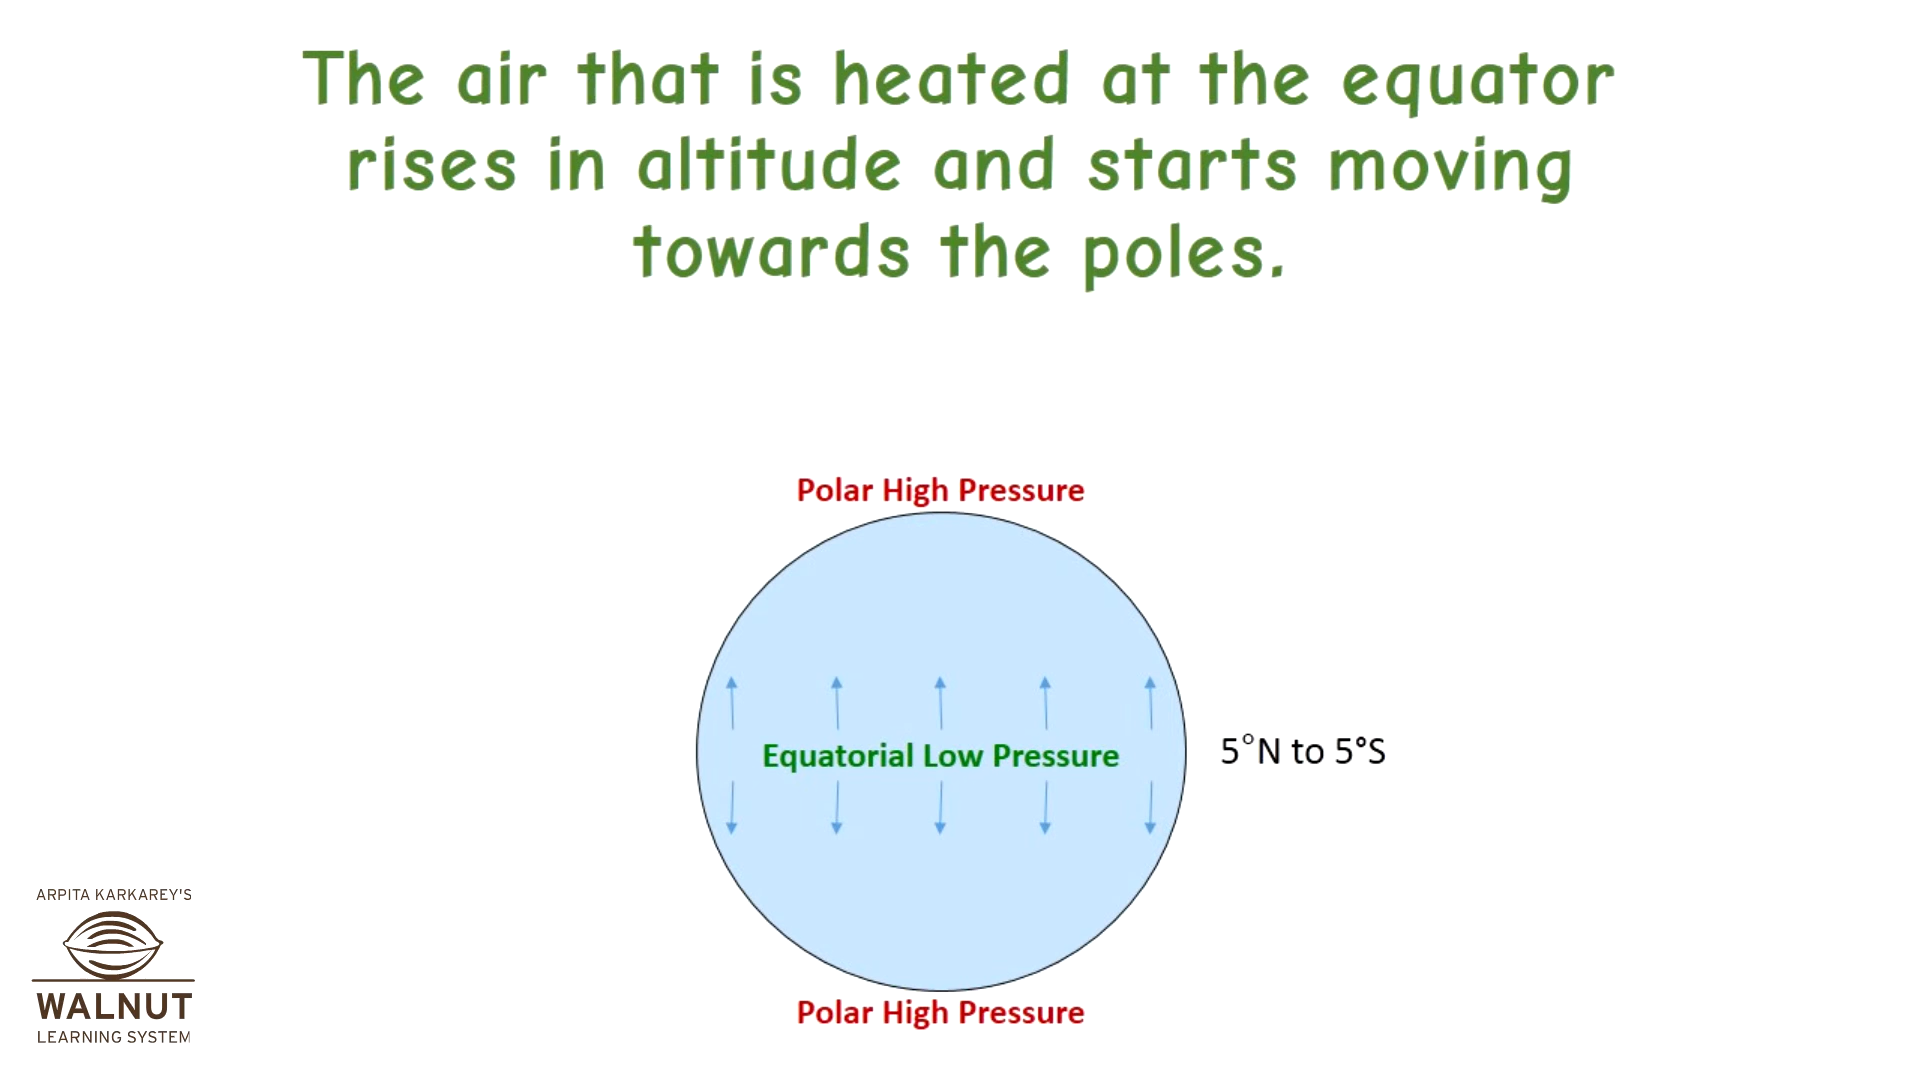 The air that is heated at the equator
rises in altitude and starts moving
towards the poles.
Polar High Pressure
Equatorial Low Pressure
5°N to 5°S
Polar High Pressure
ARPITA KARKAREY'S
WALNUT
LEARNING SYSTEM